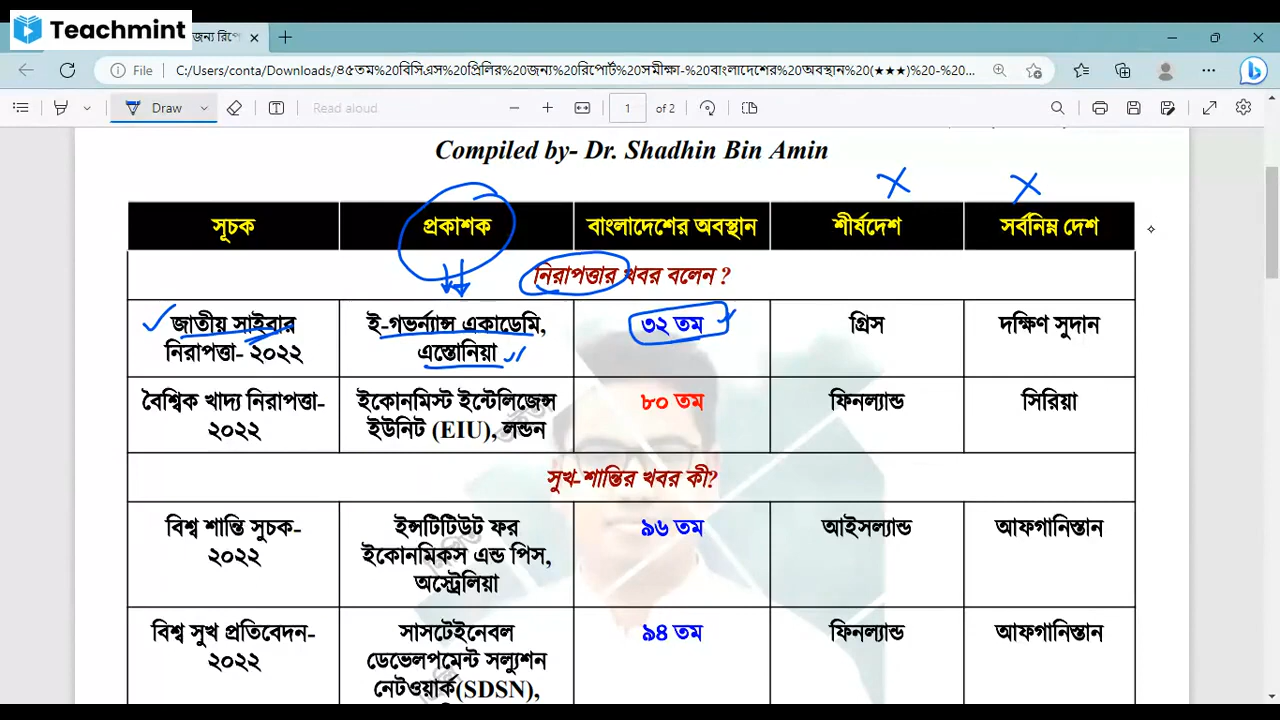 Teachmint
জন্য রিপে
File
C:/Users/conta/Downloads/৪৫তম%20বিসিএস%20প্রিলির%20জন্য%20রিপোর্ট%20সমীক্ষা-%20বাংলাদেশের%20অবস্থান%20(★★★)%20-%20...
Draw
Read aloud
1 of 2
Compiled by- Dr. Shadhin Bin Amin
সূচক প্রকাশক বাংলাদেশের অবস্থান শীর্ষদেশ সর্বনিম্ন দেশ
নিরাপত্তার খবর বলেন ?
জাতীয় সাইবার ই-গভর্ন্যান্স একাডেমি, ৩২ তম গ্রিস দক্ষিণ সুদান
নিরাপত্তা- ২০২২ এস্তোনিয়া
বৈশ্বিক খাদ্য নিরাপত্তা- ইকোনমিস্ট ইন্টেলিজেন্স ৮০ তম ফিনল্যান্ড সিরিয়া
২০২২ ইউনিট (EIU), লন্ডন
সুখ-শান্তির খবর কী?
বিশ্ব শান্তি সূচক- ইন্সটিটিউট ফর ৯৬ তম আইসল্যান্ড আফগানিস্তান
২০২২ ইকোনমিকস এন্ড পিস,
অস্ট্রেলিয়া
বিশ্ব সুখ প্রতিবেদন- সাসটেইনেবল ৯৪ তম ফিনল্যান্ড আফগানিস্তান
২০২২ ডেভেলপমেন্ট সল্যুশন
নেটওয়ার্ক(SDSN),